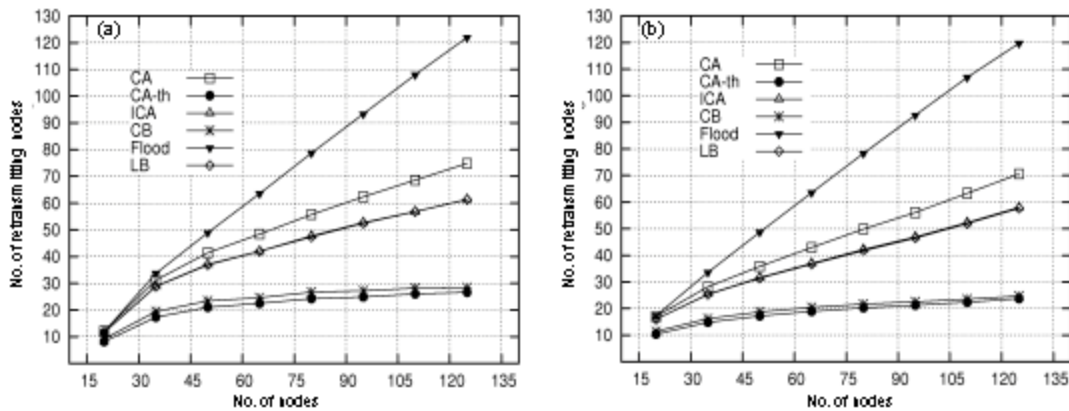 (a)
130
120
110
100
90
80
70
60
50
40
30
20
10
No. of retransmitting nodes
CA
CA-th
ICA
CB
Flood
LB
15 30 45 60 75 90 105 120 135
No. of nodes
(b)
130
120
110
100
90
80
70
60
50
40
30
20
10
No. of retransmitting nodes
CA
CA-th
ICA
CB
Flood
LB
15 30 45 60 75 90 105 120 135
No. of nodes